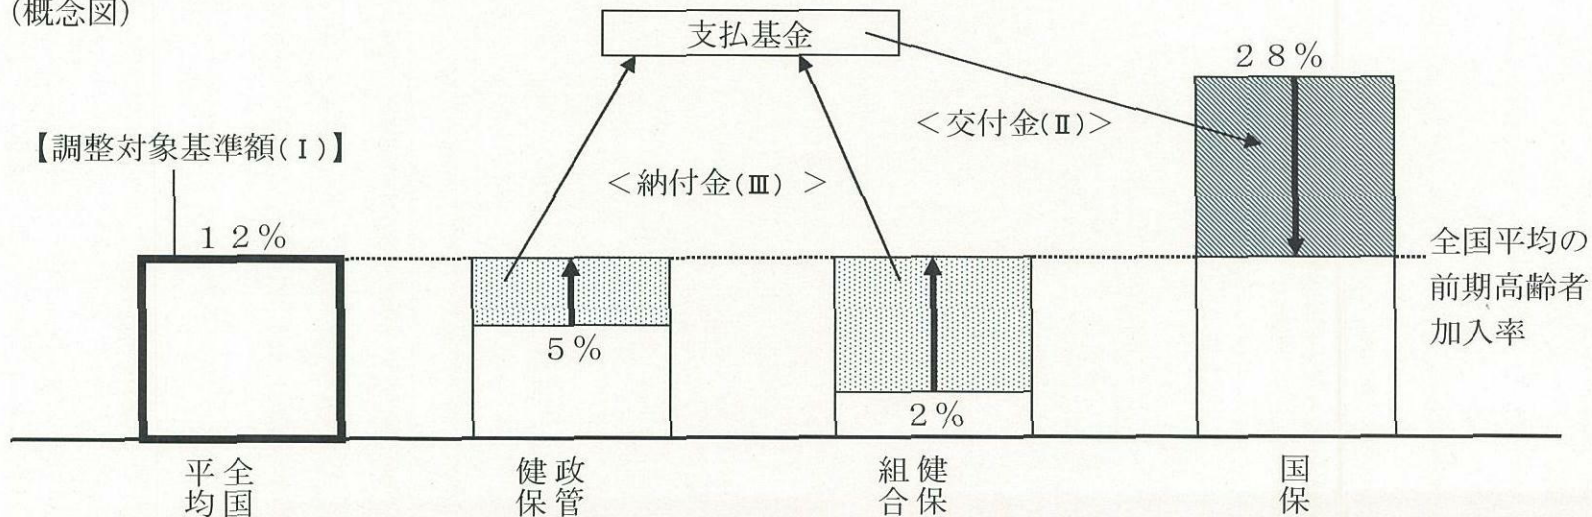 （概念図）
支払基金
２８％
＜交付金(Ⅱ)＞
【調整対象基準額(Ⅰ)】
＜納付金(Ⅲ) ＞
１２％
全国平均の
前期高齢者
加入率
５％
２％
全国
平均
政管
健保
健保
組合
国保